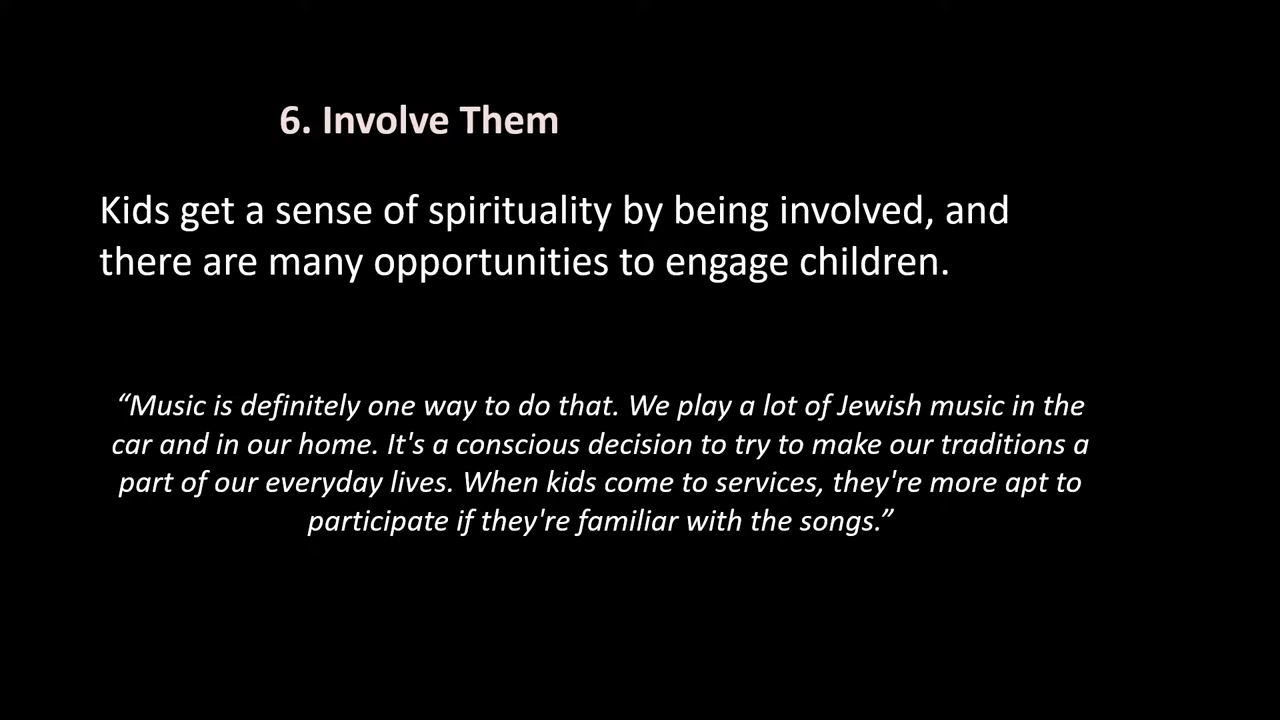 6. Involve Them
Kids get a sense of spirituality by being involved, and
there are many opportunities to engage children.
“Music is definitely one way to do that. We play a lot of Jewish music in the
car and in our home. It's a conscious decision to try to make our traditions a
part of our everyday lives. When kids come to services, they're more apt to
participate if they're familiar with the songs.”